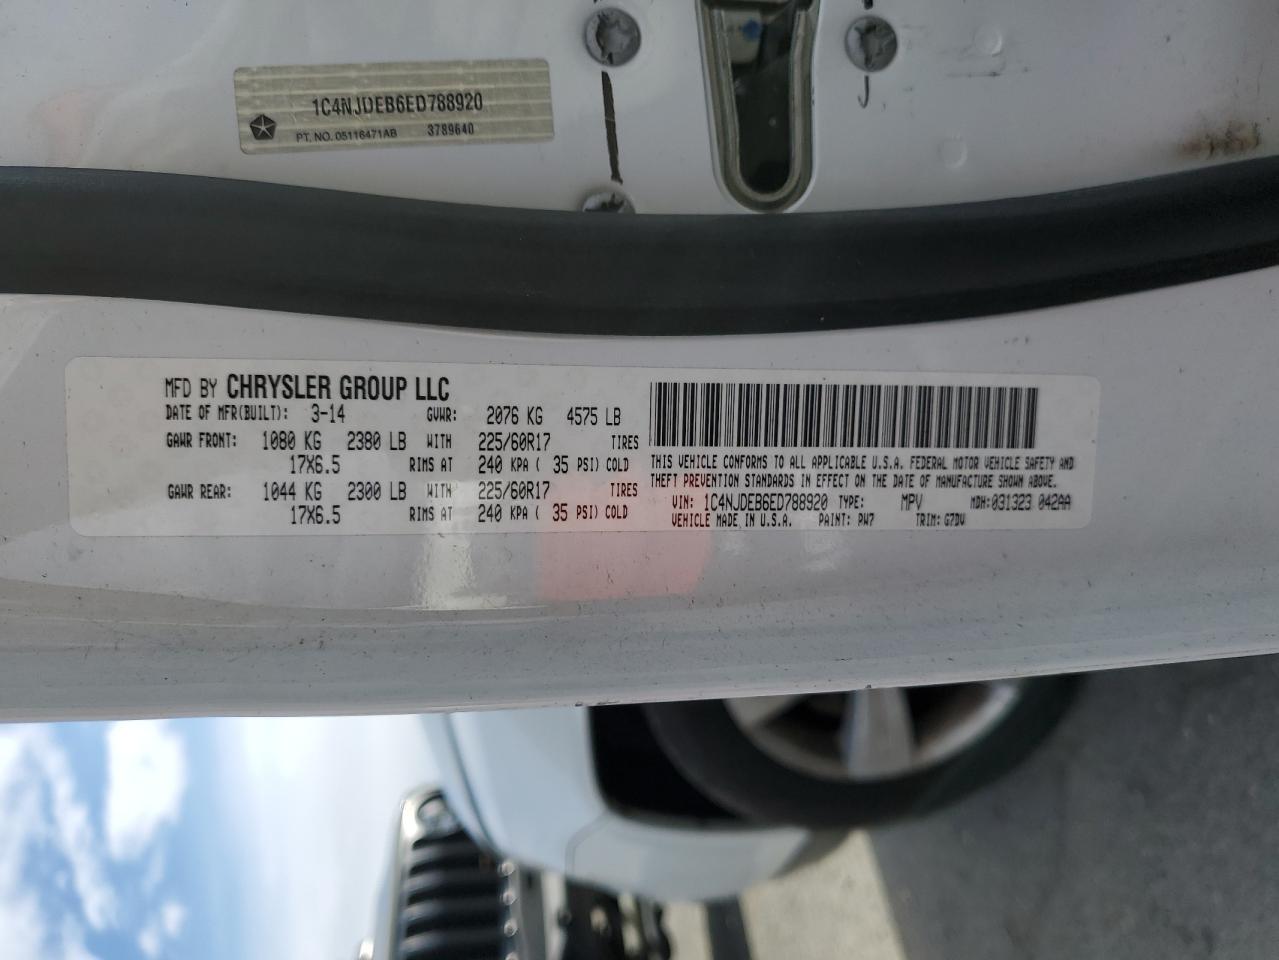 1C4NJDEB6ED788920
PT. NO. 05116471AB 3789640
MFD BY CHRYSLER GROUP LLC
DATE OF MFR(BUILT): 3-14 GVWR: 2076 KG 4575 LB
GAWR FRONT: 1080 KG 2380 LB WITH 225/60R17 TIRES
17X6.5 RIMS AT 240 KPA ( 35 PSI) COLD
GAWR REAR: 1044 KG 2300 LB WITH 225/60R17 TIRES
17X6.5 RIMS AT 240 KPA ( 35 PSI) COLD
THIS VEHICLE CONFORMS TO ALL APPLICABLE U.S.A. FEDERAL MOTOR VEHICLE SAFETY AND
THEFT PREVENTION STANDARDS IN EFFECT ON THE DATE OF MANUFACTURE SHOWN ABOVE.
VIN: 1C4NJDEB6ED788920 TYPE: MPV MDH: 031323 042AA
VEHICLE MADE IN U.S.A. PAINT: PW7 TRIM: G7DV